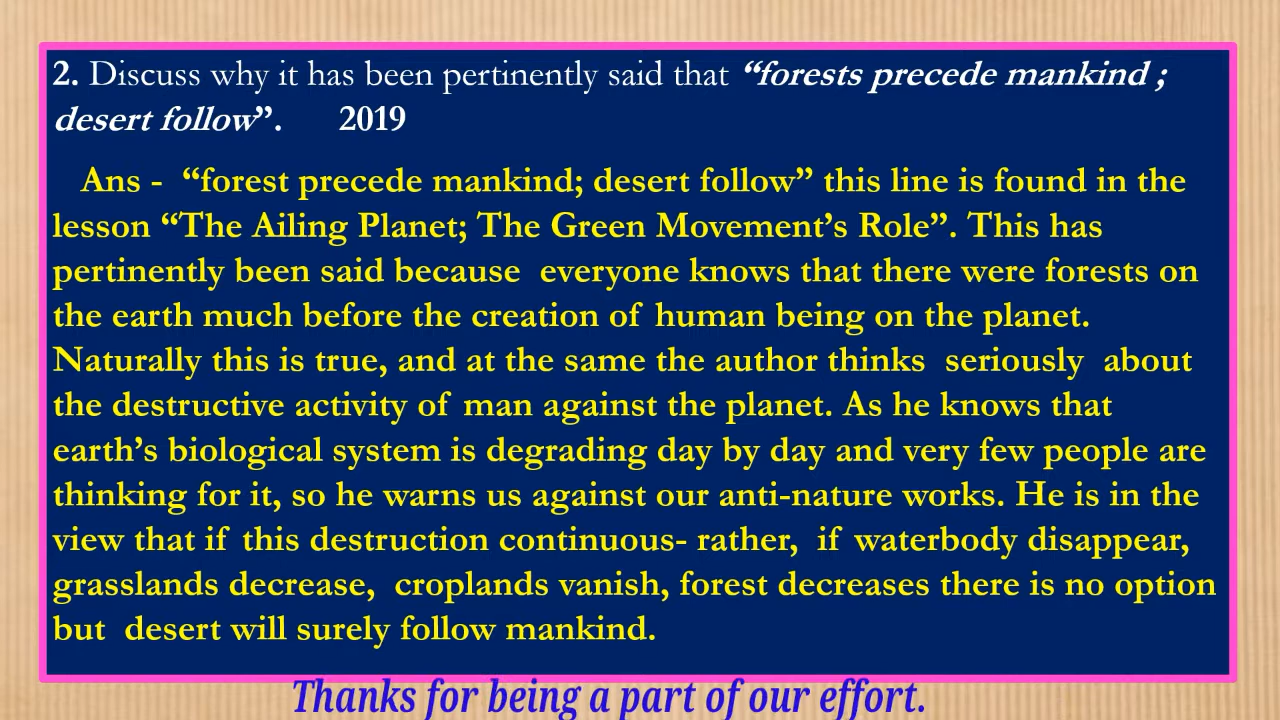 2. Discuss why it has been pertinently said that “forests precede mankind ;
desert follow”. 2019
Ans - “forest precede mankind; desert follow” this line is found in the
lesson “The Ailing Planet; The Green Movement’s Role”. This has
pertinently been said because everyone knows that there were forests on
the earth much before the creation of human being on the planet.
Naturally this is true, and at the same the author thinks seriously about
the destructive activity of man against the planet. As he knows that
earth’s biological system is degrading day by day and very few people are
thinking for it, so he warns us against our anti-nature works. He is in the
view that if this destruction continuous- rather, if waterbody disappear,
grasslands decrease, croplands vanish, forest decreases there is no option
but desert will surely follow mankind.
Thanks for being a part of our effort.